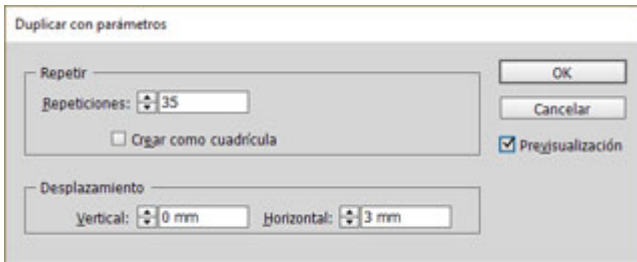 Duplicar con parámetros
Repetir
Repeticiones: 35
Crear como cuadrícula
OK
Cancelar
Previsualización
Desplazamiento
Vertical: 0 mm Horizontal: 3 mm